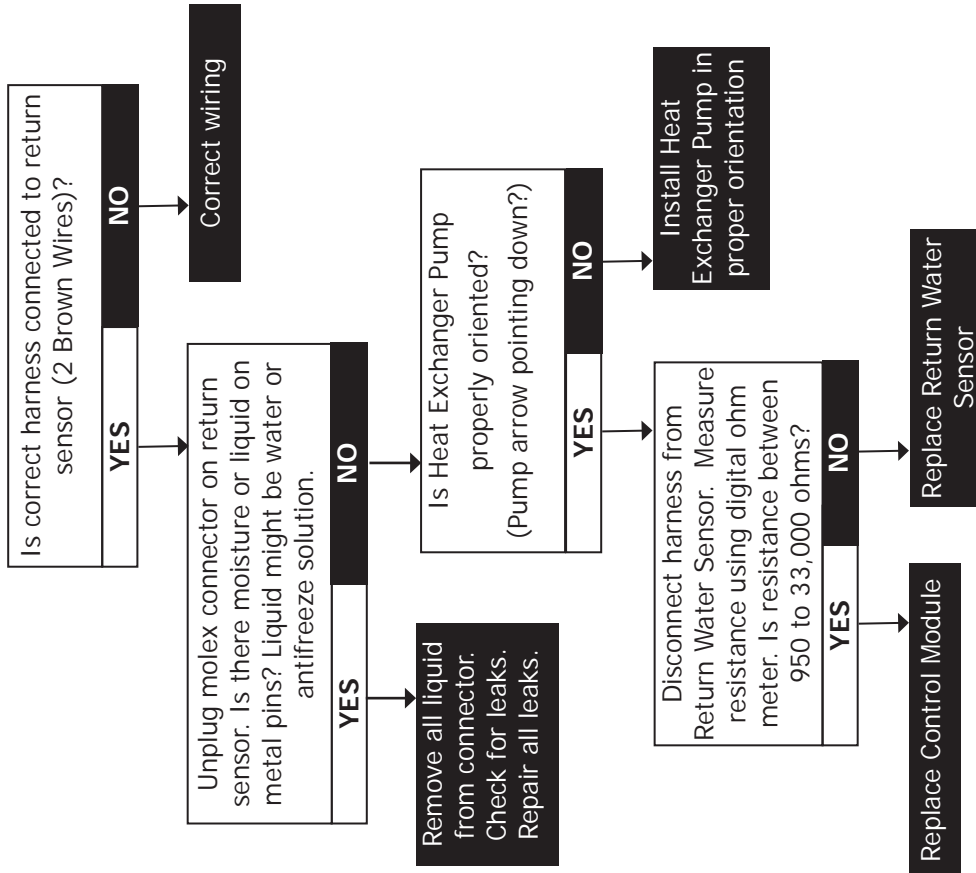 Is correct harness connected to return
sensor (2 Brown Wires)?
YES
NO
Correct wiring
Unplug molex connector on return
sensor. Is there moisture or liquid on
metal pins? Liquid might be water or
antifreeze solution.
YES
NO
Remove all liquid
from connector.
Check for leaks.
Repair all leaks.
Is Heat Exchanger Pump
properly oriented?
(Pump arrow pointing down?)
YES
NO
Install Heat
Exchanger Pump in
proper orientation
Disconnect harness from
Return Water Sensor. Measure
resistance using digital ohm
meter. Is resistance between
950 to 33,000 ohms?
YES
NO
Replace Control Module
Replace Return Water
Sensor